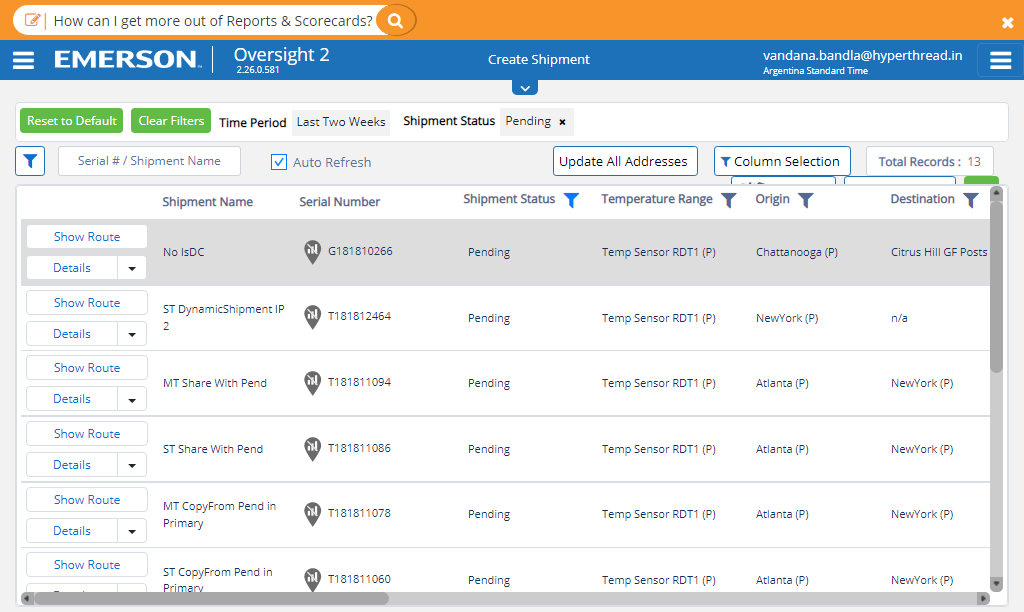 How can I get more out of Reports & Scorecards?
EMERSON Oversight 2
2.26.0.581
Create Shipment
vandana.bandla@hyperthread.in
Argentina Standard Time
Reset to Default Clear Filters Time Period Last Two Weeks Shipment Status Pending ×
Serial # / Shipment Name Auto Refresh Update All Addresses Column Selection Total Records : 13
Shipment Name Serial Number Shipment Status Temperature Range Origin Destination
Show Route
Details
No IsDC G181810266 Pending Temp Sensor RDT1 (P) Chattanooga (P) Citrus Hill GF Posts
Show Route
Details
ST DynamicShipment IP
2
T181812464 Pending Temp Sensor RDT1 (P) NewYork (P) n/a
Show Route
Details
MT Share With Pend T181811094 Pending Temp Sensor RDT1 (P) Atlanta (P) NewYork (P)
Show Route
Details
ST Share With Pend T181811086 Pending Temp Sensor RDT1 (P) Atlanta (P) NewYork (P)
Show Route
Details
MT CopyFrom Pend in
Primary
T181811078 Pending Temp Sensor RDT1 (P) Atlanta (P) NewYork (P)
Show Route
ST CopyFrom Pend in
Primary
T181811060 Pending Temp Sensor RDT1 (P) Atlanta (P) NewYork (P)